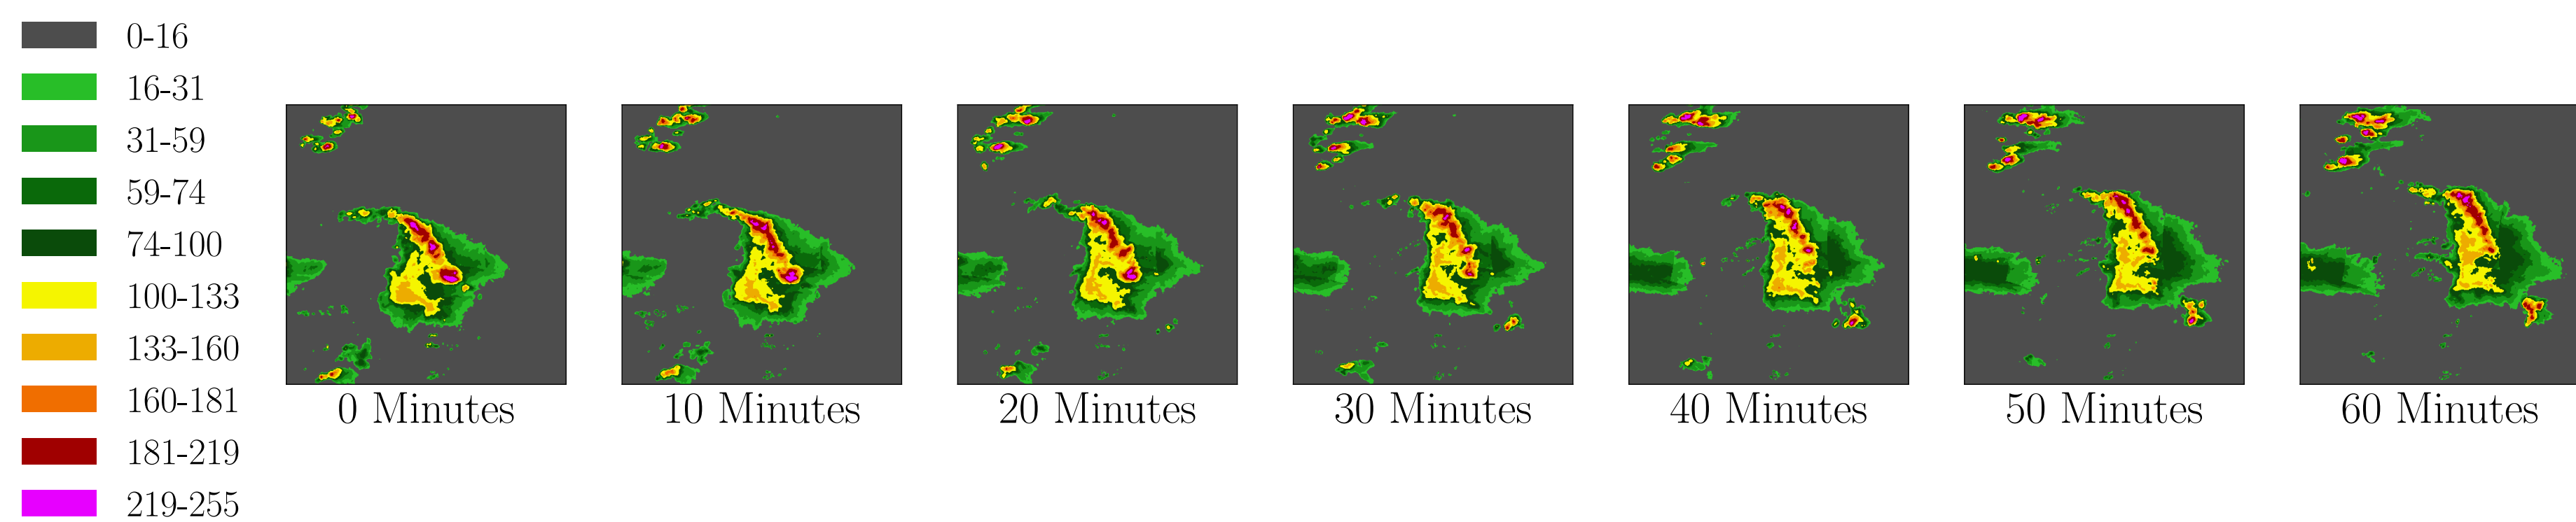 0-16
16-31
31-59
59-74
74-100
100-133
133-160
160-181
181-219
219-255
0 Minutes
10 Minutes
20 Minutes
30 Minutes
40 Minutes
50 Minutes
60 Minutes